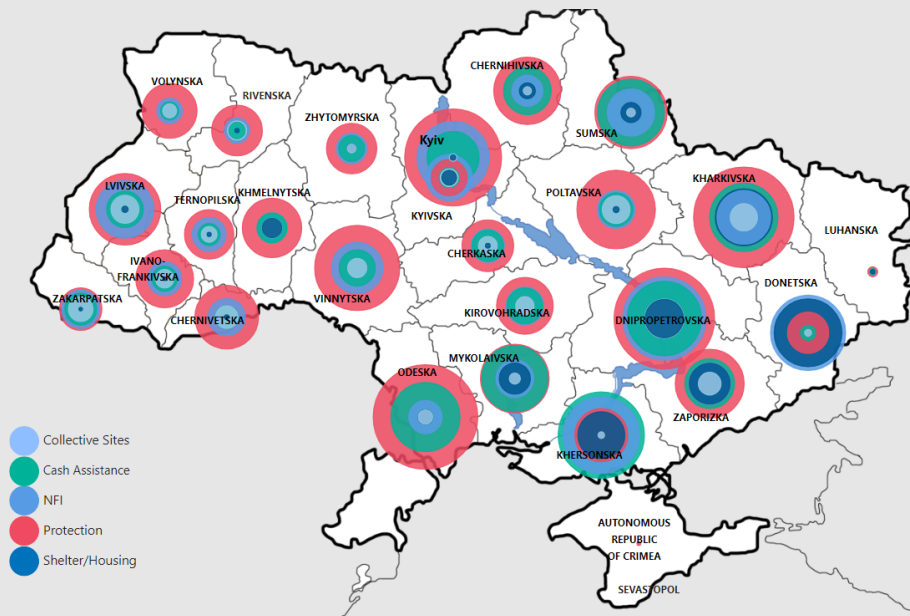 CHERNIHIVSKA
VOLYNSKA
RIVENSKA
ZHYTOMYRSKA
SUMSKA
Kyiv
KHARKIVSKA
LVIVSKA
TERNOPILSKA
KHMELNYTSKA
POLTAVSKA
KYIVSKA
LUHANSKA
IVANO-
FRANKIVSKA
CHERKASKA
DONETSKA
ZAKARPATSKA
VINNYTSKA
CHERNIVETSKA
KIROVOHRADSKA
DNIPROPETROVSKA
MYKOLAIVSKA
ODESKA
ZAPORIZKA
KHERSONSKA
Collective Sites
Cash Assistance
NFI
Protection
Shelter/Housing
AUTONOMOUS
REPUBLIC
OF CRIMEA
SEVASTOPOL